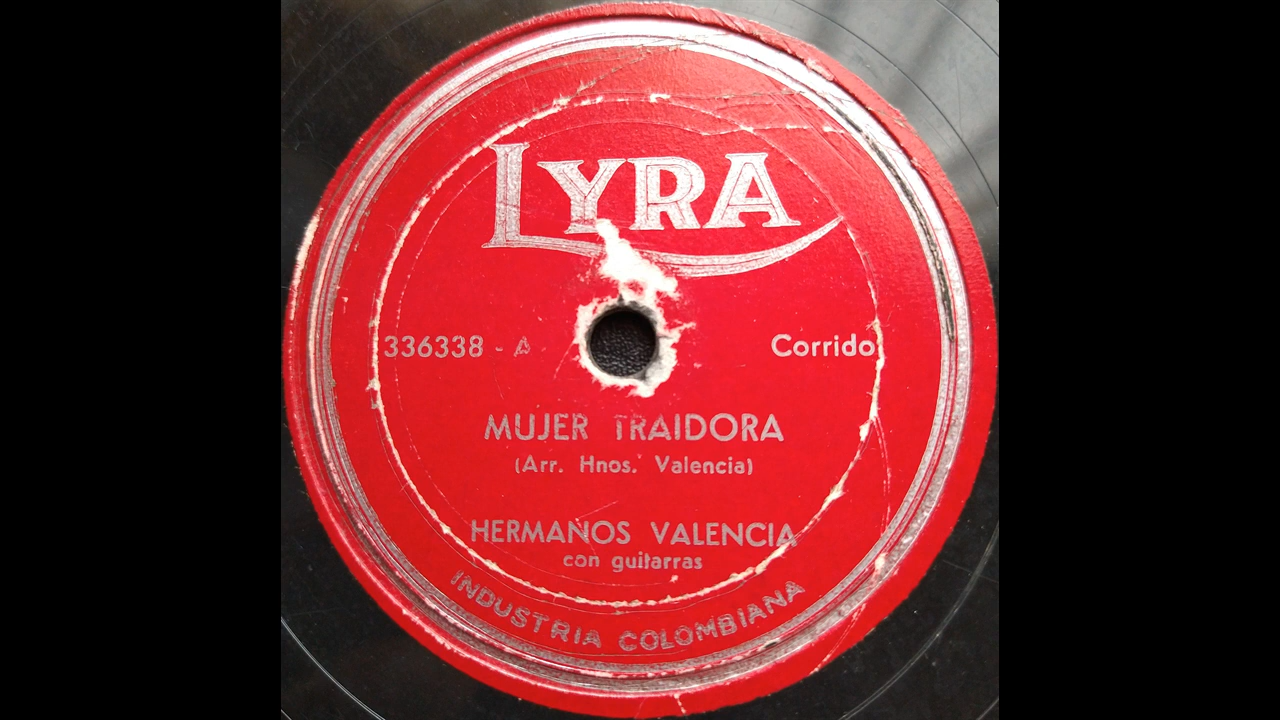 LYRA
336338 - A
Corrido
MUJER TRAIDORA
(Arr. Hnos. Valencia)
HERMANOS VALENCIA
con guitarras
INDUSTRIA COLOMBIANA